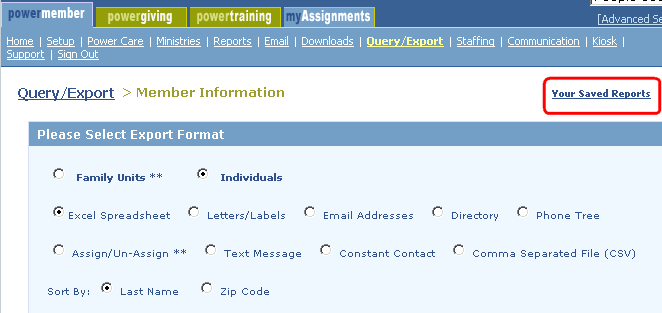 powermember powergiving powertraining myAssignments
[Advanced Se
Home | Setup | Power Care | Ministries | Reports | Email | Downloads | Query/Export | Staffing | Communication | Kiosk |
Support | Sign Out
Query/Export > Member Information Your Saved Reports
Please Select Export Format
Family Units ** Individuals
Excel Spreadsheet Letters/Labels Email Addresses Directory Phone Tree
Assign/Un-Assign ** Text Message Constant Contact Comma Separated File (CSV)
Sort By: Last Name Zip Code